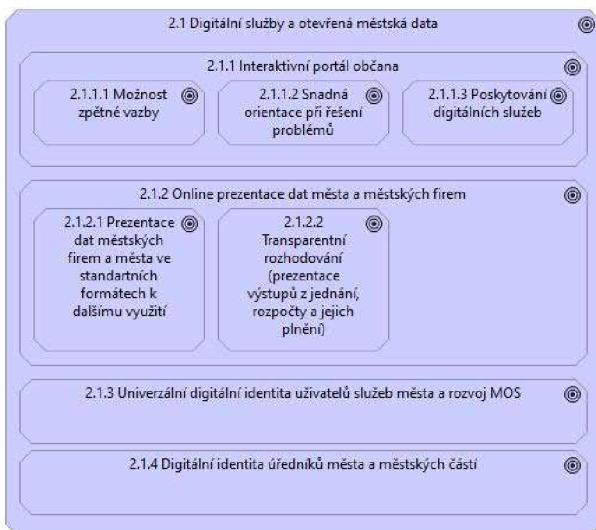 2.1 Digitální služby a otevřená městská data
2.1.1 Interaktivní portál občana
2.1.1.1 Možnost
zpětné vazby
2.1.1.2 Snadná
orientace při řešení
problémů
2.1.1.3 Poskytování
digitálních služeb
2.1.2 Online prezentace dat města a městských firem
2.1.2.1 Prezentace
dat městských
firem a města ve
standartních
formátech k
dalšímu využití
2.1.2.2
Transparentní
rozhodování
(prezentace
výstupů z jednání,
rozpočty a jejich
plnění)
2.1.3 Univerzální digitální identita uživatelů služeb města a rozvoj MOS
2.1.4 Digitální identita úředníků města a městských částí